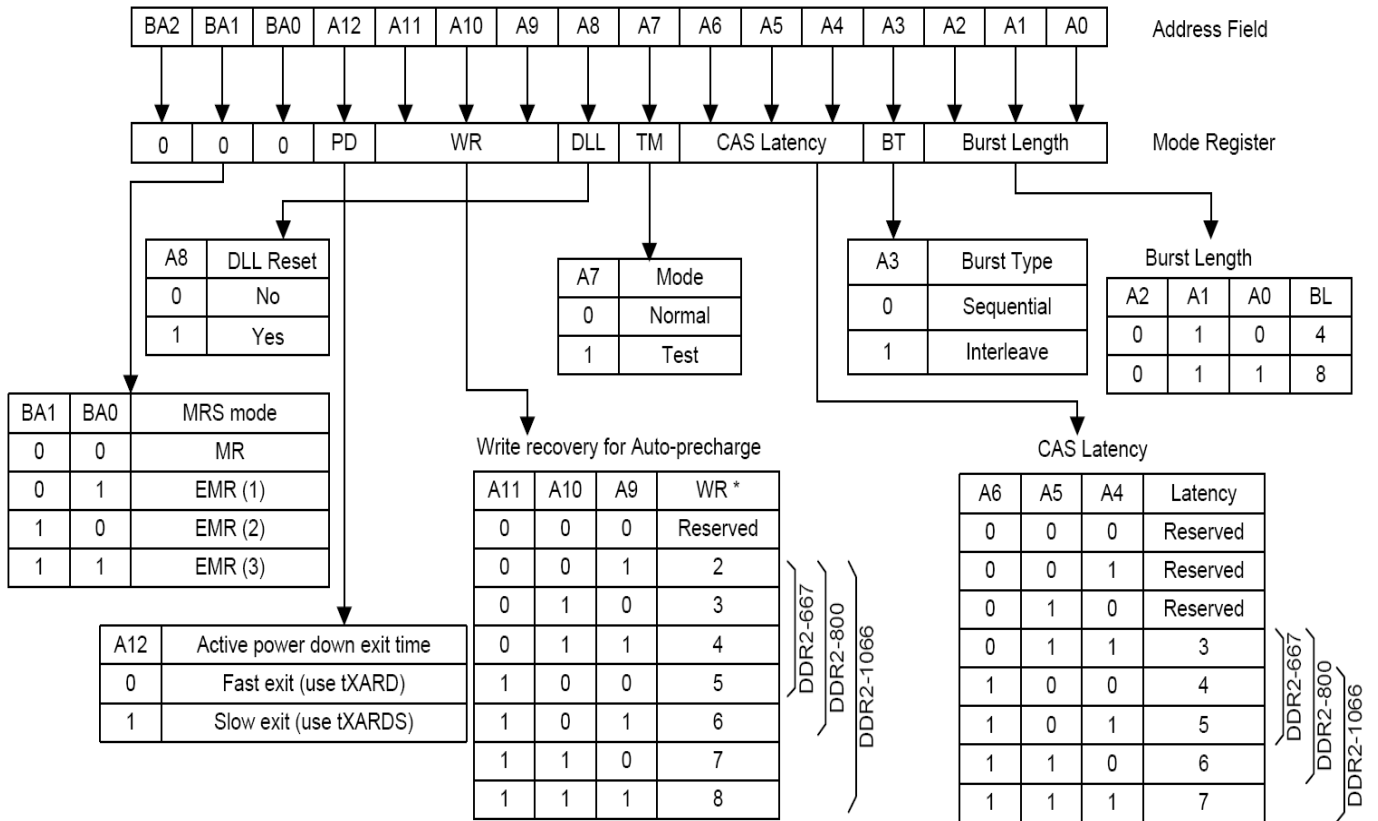 BA2 BA1 BA0 A12 A11 A10 A9 A8 A7 A6 A5 A4 A3 A2 A1 A0 Address Field
0 0 0 PD WR DLL TM CAS Latency BT Burst Length Mode Register
A8 DLL Reset
0 No
1 Yes
A7 Mode
0 Normal
1 Test
A3 Burst Type
0 Sequential
1 Interleave
Burst Length
A2 A1 A0 BL
0 1 0 4
0 1 1 8
BA1 BA0 MRS mode
0 0 MR
0 1 EMR (1)
1 0 EMR (2)
1 1 EMR (3)
A12 Active power down exit time
0 Fast exit (use tXARD)
1 Slow exit (use tXARDS)
Write recovery for Auto-precharge
A11 A10 A9 WR *
0 0 0 Reserved
0 0 1 2
0 1 0 3
0 1 1 4
1 0 0 5
1 0 1 6
1 1 0 7
1 1 1 8
DDR2-667
DDR2-800
DDR2-1066
CAS Latency
A6 A5 A4 Latency
0 0 0 Reserved
0 0 1 Reserved
0 1 0 Reserved
0 1 1 3
1 0 0 4
1 0 1 5
1 1 0 6
1 1 1 7
DDR2-667
DDR2-800
DDR2-1066